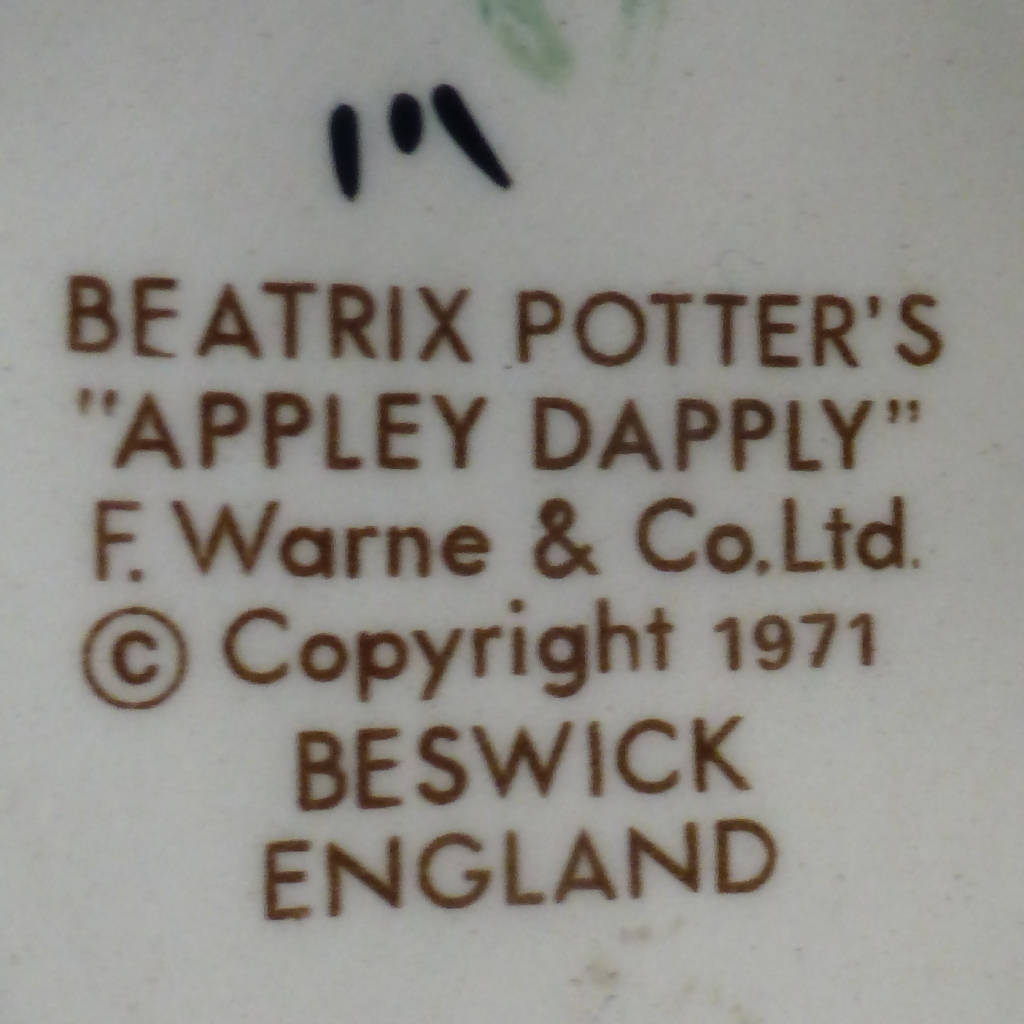 BEATRIX POTTER'S
"APPLEY DAPPLY"
F. Warne & Co.Ltd.
© Copyright 1971
BESWICK
ENGLAND